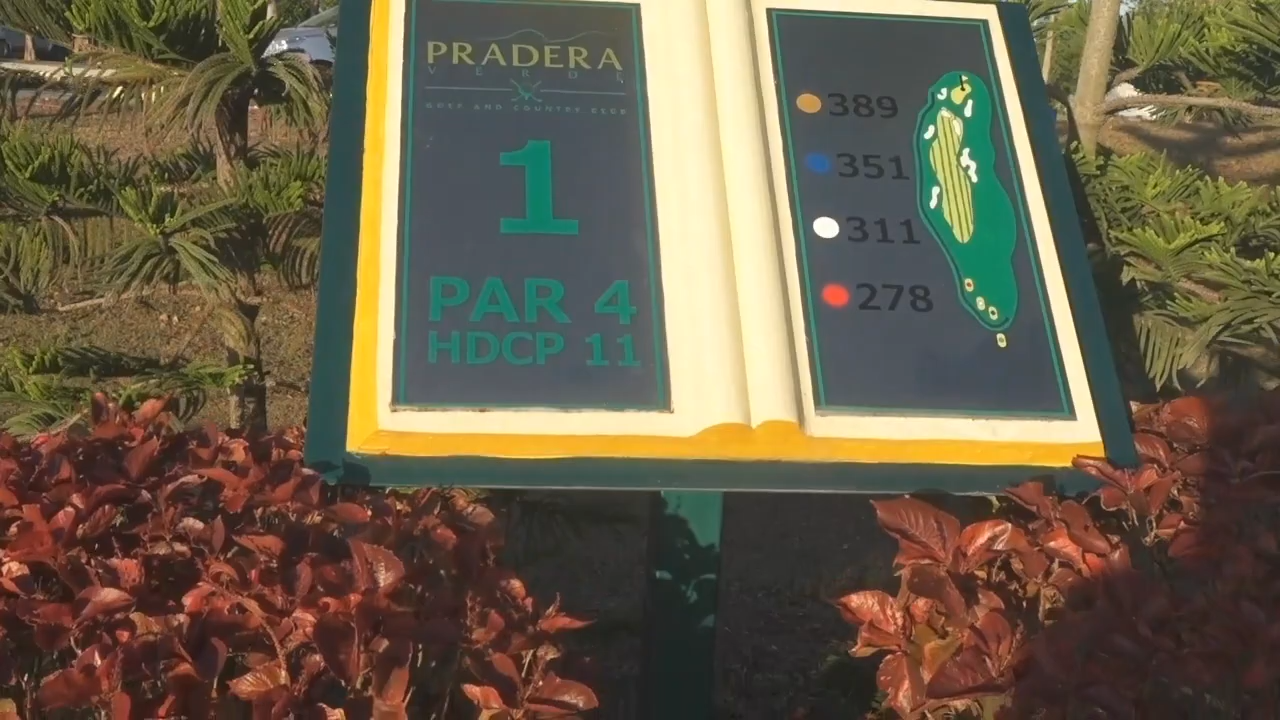 PRADERA
VERDE
GOLF AND COUNTRY CLUB
1
PAR 4
HDCP 11
389
351
311
278